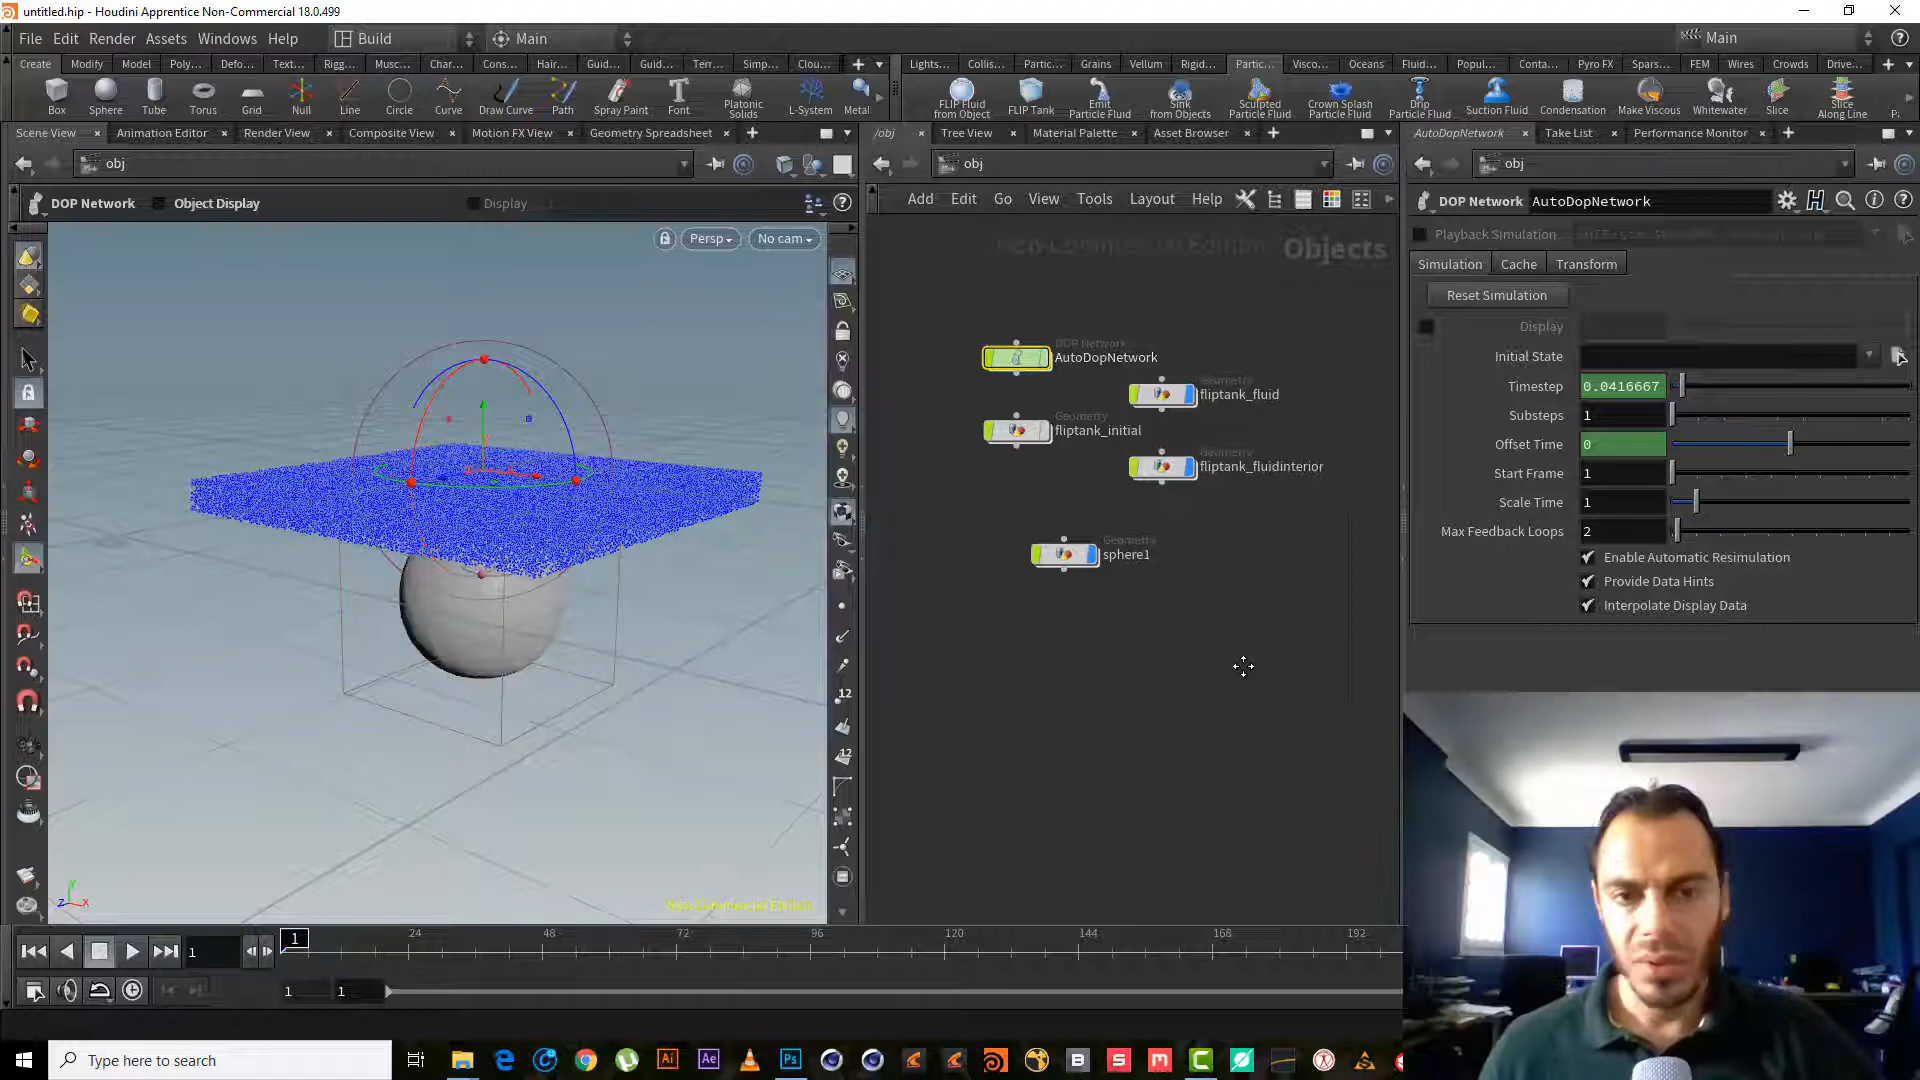 untitled.hip - Houdini Apprentice Non-Commercial 18.0.499
File Edit Render Assets Windows Help Build Main Main
Create Modify Model Poly... Defo... Text... Rigg... Musc... Char... Cons... Hair... Guid... Guid... Terr... Simp... Clou... Lights... Collis... Partic... Grains Vellum Rigid... Partic... Visco... Oceans Fluid... Popul... Conta... Pyro FX Spars... FEM Wires Crowds Drive...
Box Sphere Tube Torus Grid Null Line Circle Curve Draw Curve Path Spray Paint Font Platonic Solids L-System Metal
FLIP Fluid from Object FLIP Tank Emit Particle Fluid Sink from Objects Sculpted Particle Fluid Crown Splash Particle Fluid Drip Particle Fluid Suction Fluid Condensation Make Viscous Whitewater Slice Slice Along Line
Scene View Animation Editor Render View Composite View Motion FX View Geometry Spreadsheet /obj Tree View Material Palette Asset Browser AutoDopNetwork Take List Performance Monitor
obj obj obj
DOP Network Object Display Display
Add Edit Go View Tools Layout Help
DOP Network AutoDopNetwork
Playback Simulation
Persp No cam
Non-Commercial Edition Objects
Simulation Cache Transform
Reset Simulation
Display
Initial State
Timestep 0.0416667
Substeps 1
Offset Time 0
Start Frame 1
Scale Time 1
Max Feedback Loops 2
Enable Automatic Resimulation
Provide Data Hints
Interpolate Display Data
DOP Network
AutoDopNetwork
Geometry
fliptank_fluid
Geometry
fliptank_initial
Geometry
fliptank_fluidinterior
Geometry
sphere1
12
12
Y
Z X
Non-Commercial Edition
1 1 24 48 72 96 120 144 168 192
1 1
Type here to search
Ai Ae Ps B S M C